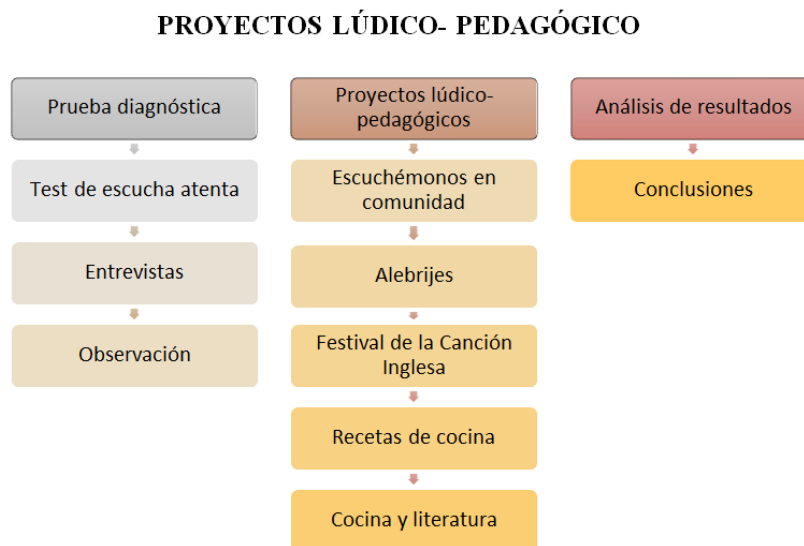 PROYECTOS LÚDICO- PEDAGÓGICO
Prueba diagnóstica
Test de escucha atenta
Entrevistas
Observación
Proyectos lúdico-
pedagógicos
Escuchémonos en
comunidad
Alebrijes
Festival de la Canción
Inglesa
Recetas de cocina
Cocina y literatura
Análisis de resultados
Conclusiones